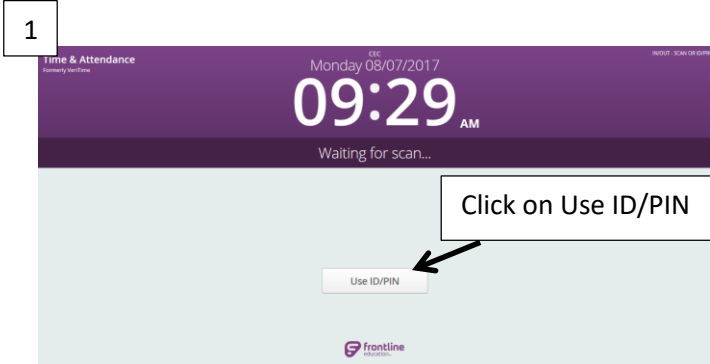 1
Time & Attendance
Formerly VeriTime
CEC
Monday 08/07/2017
IN/OUT - SCAN OR ID/PIN
09:29 AM
Waiting for scan...
Click on Use ID/PIN
Use ID/PIN
frontline
education